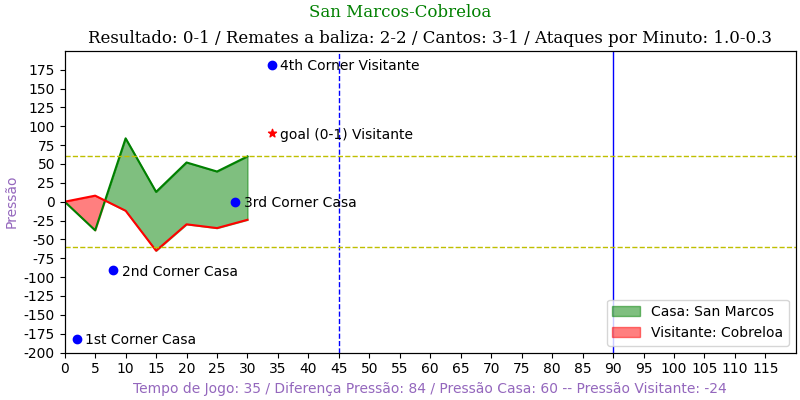 San Marcos-Cobreloa
Resultado: 0-1 / Remates a baliza: 2-2 / Cantos: 3-1 / Ataques por Minuto: 1.0-0.3
Pressão
175
150
125
100
75
50
25
0
-25
-50
-75
-100
-125
-150
-175
-200
4th Corner Visitante
goal (0-1) Visitante
3rd Corner Casa
2nd Corner Casa
1st Corner Casa
Casa: San Marcos
Visitante: Cobreloa
0 5 10 15 20 25 30 35 40 45 50 55 60 65 70 75 80 85 90 95 100 105 110 115
Tempo de Jogo: 35 / Diferença Pressão: 84 / Pressão Casa: 60 -- Pressão Visitante: -24